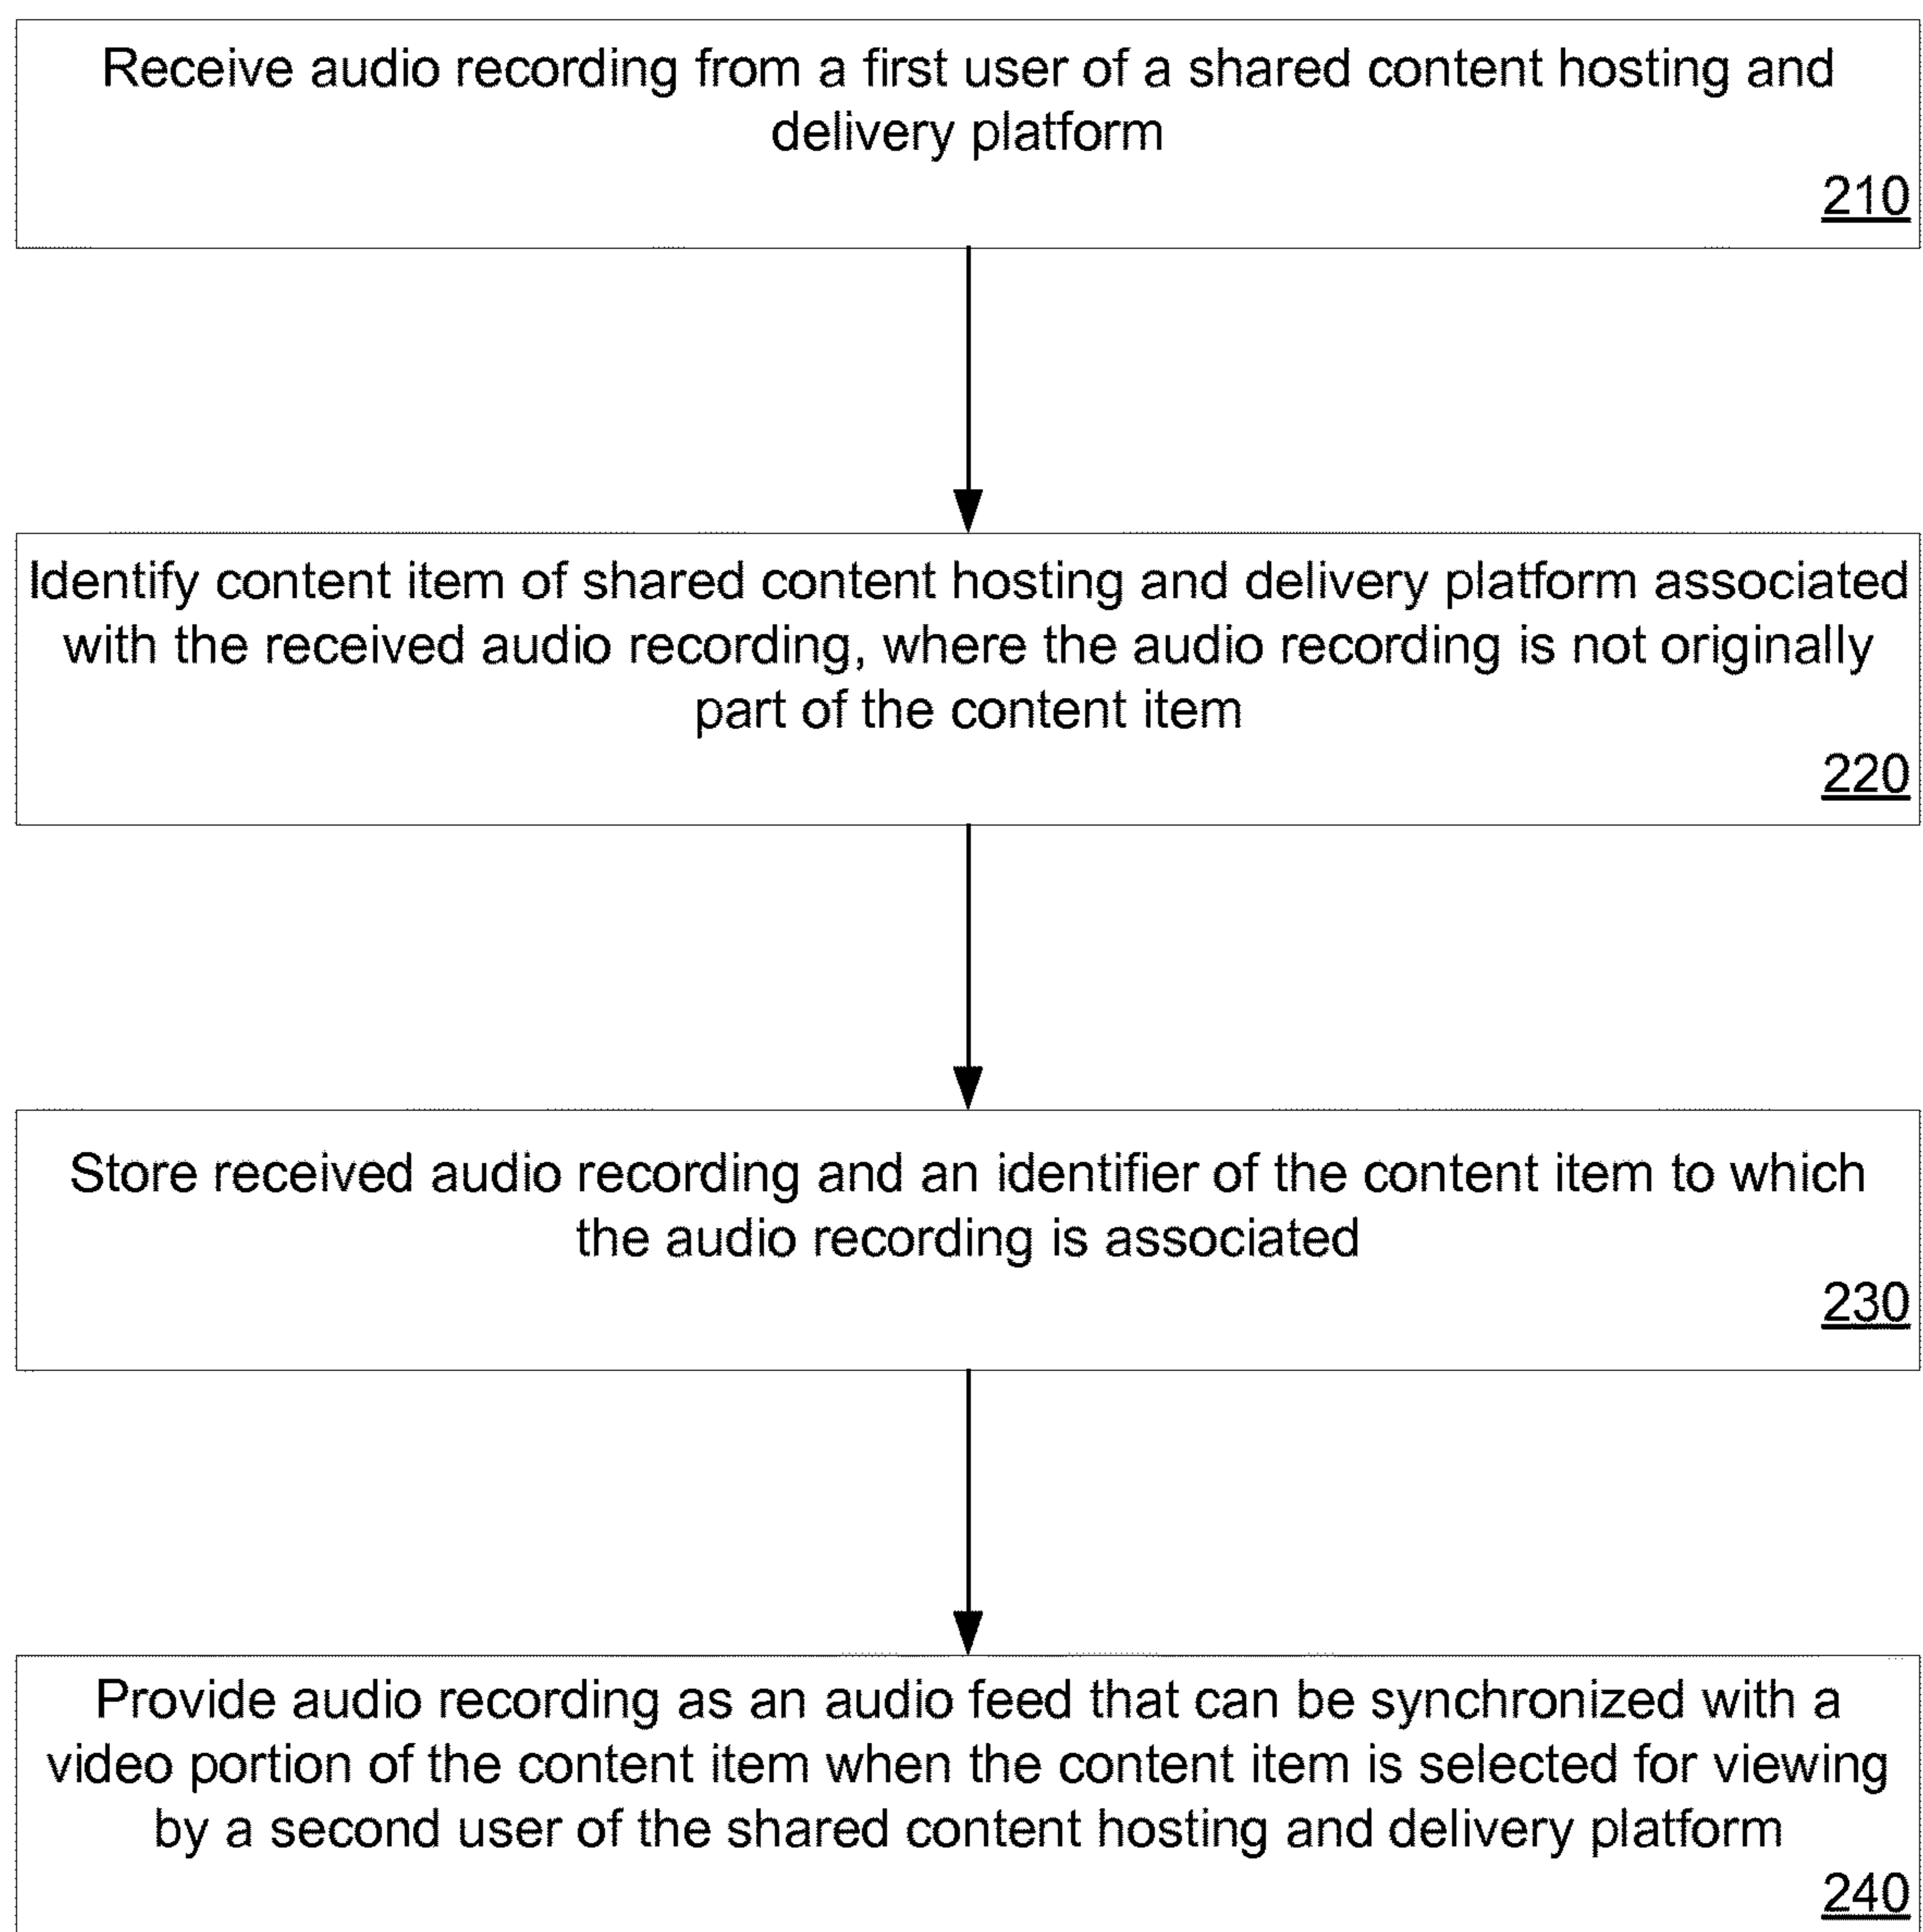 Receive audio recording from a first user of a shared content hosting and
delivery platform
210
Identify content item of shared content hosting and delivery platform associated
with the received audio recording, where the audio recording is not originally
part of the content item
220
Store received audio recording and an identifier of the content item to which
the audio recording is associated
230
Provide audio recording as an audio feed that can be synchronized with a
video portion of the content item when the content item is selected for viewing
by a second user of the shared content hosting and delivery platform
240